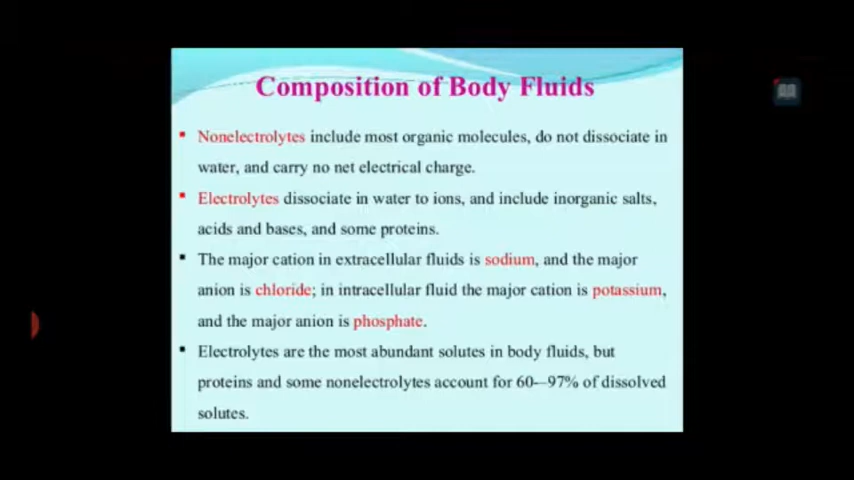 Composition of Body Fluids
▪ Nonelectrolytes include most organic molecules, do not dissociate in
water, and carry no net electrical charge.
▪ Electrolytes dissociate in water to ions, and include inorganic salts,
acids and bases, and some proteins.
▪ The major cation in extracellular fluids is sodium, and the major
anion is chloride; in intracellular fluid the major cation is potassium,
and the major anion is phosphate.
▪ Electrolytes are the most abundant solutes in body fluids, but
proteins and some nonelectrolytes account for 60—97% of dissolved
solutes.